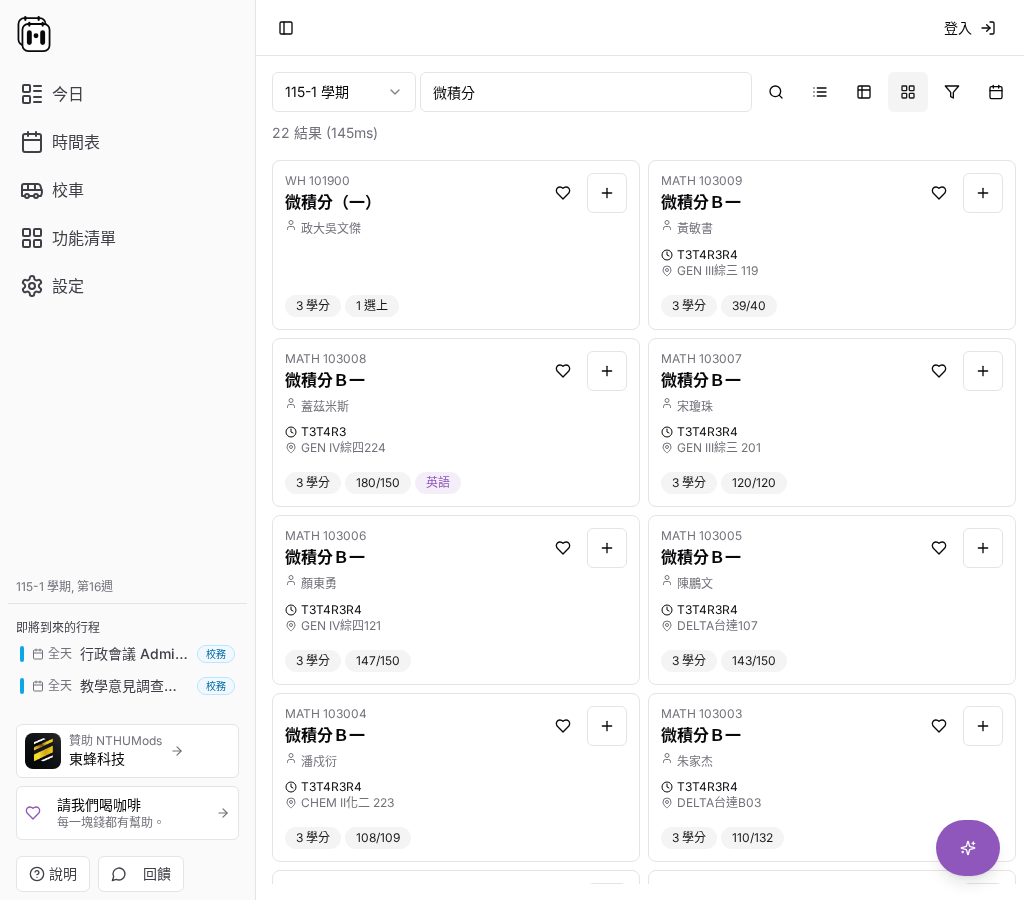 今日
時間表
校車
功能清單
設定
115-1 學期, 第16週
即將到來的行程
全天 行政會議 Admi... 校務
全天 教學意見調查... 校務
贊助 NTHUMods
東蜂科技
請我們喝咖啡
每一塊錢都有幫助。
說明
回饋
登入
115-1 學期
微積分
22 結果 (145ms)
WH 101900
微積分（一）
政大吳文傑
3 學分
1 選上
MATH 103009
微積分Ｂ一
黃敏書
T3T4R3R4
GEN III綜三 119
3 學分
39/40
MATH 103008
微積分Ｂ一
蓋茲米斯
T3T4R3
GEN IV綜四224
3 學分
180/150
英語
MATH 103007
微積分Ｂ一
宋瓊珠
T3T4R3R4
GEN III綜三 201
3 學分
120/120
MATH 103006
微積分Ｂ一
顏東勇
T3T4R3R4
GEN IV綜四121
3 學分
147/150
MATH 103005
微積分Ｂ一
陳鵬文
T3T4R3R4
DELTA台達107
3 學分
143/150
MATH 103004
微積分Ｂ一
潘戍衍
T3T4R3R4
CHEM II化二 223
3 學分
108/109
MATH 103003
微積分Ｂ一
朱家杰
T3T4R3R4
DELTA台達B03
3 學分
110/132